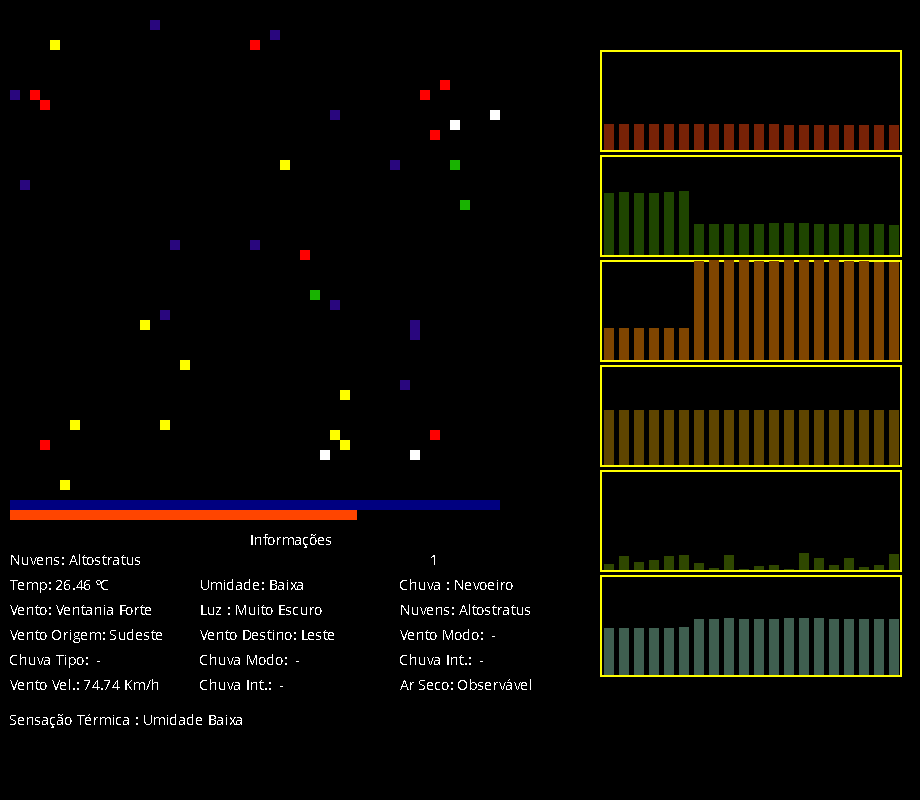 Informações
Nuvens: Altostratus 1
Temp: 26.46 ºC Umidade: Baixa Chuva : Nevoeiro
Vento: Ventania Forte Luz : Muito Escuro Nuvens: Altostratus
Vento Origem: Sudeste Vento Destino: Leste Vento Modo: -
Chuva Tipo: - Chuva Modo: - Chuva Int.: -
Vento Vel.: 74.74 Km/h Chuva Int.: - Ar Seco: Observável
Sensação Térmica : Umidade Baixa